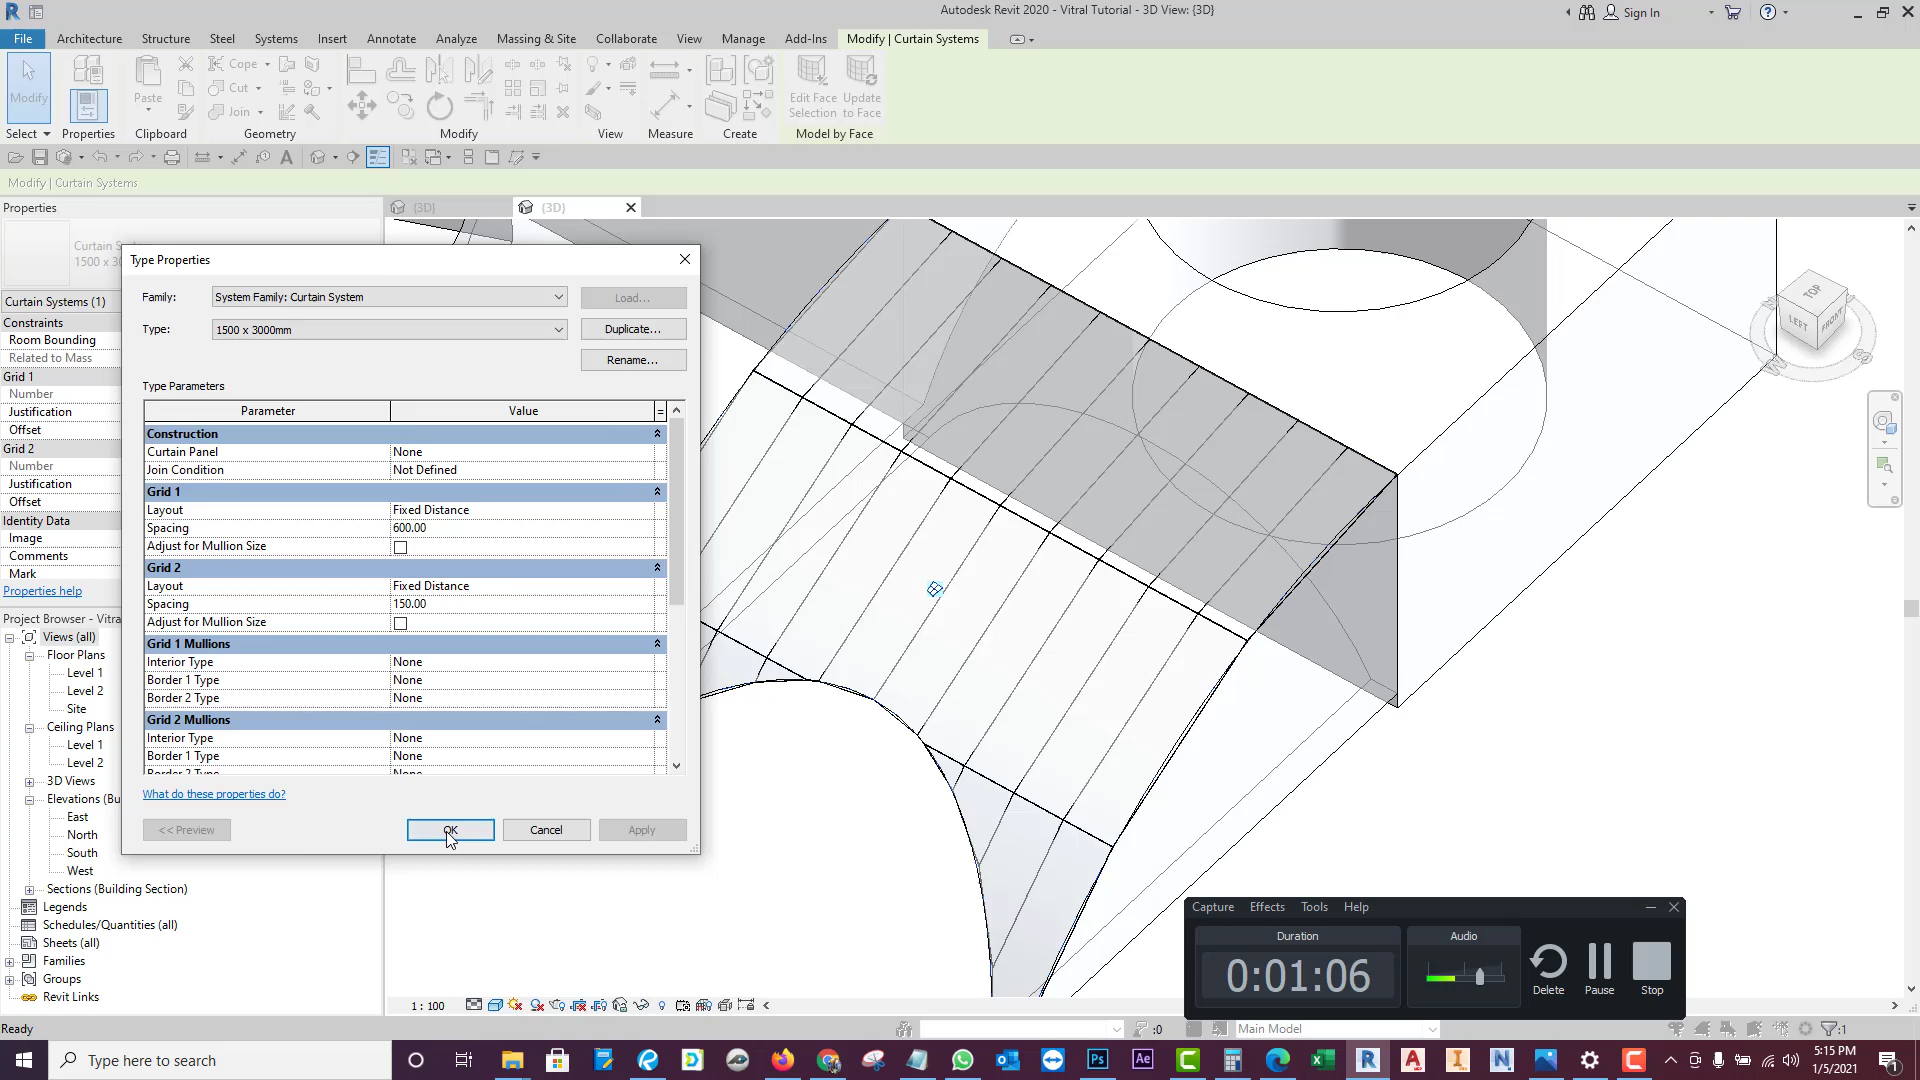 Autodesk Revit 2020 - Vitral Tutorial - 3D View: {3D}
Sign In
File Architecture Structure Steel Systems Insert Annotate Analyze Massing & Site Collaborate View Manage Add-Ins Modify | Curtain Systems
Modify
Paste
Cope
Cut
Join
Edit Face Selection
Update to Face
Select Properties Clipboard Geometry Modify View Measure Create Model by Face
Modify | Curtain Systems
Properties
{3D}
{3D}
Curtain Sy
1500 x 30
Curtain Systems (1)
Constraints
Room Bounding
Related to Mass
Grid 1
Number
Justification
Offset
Grid 2
Number
Justification
Offset
Identity Data
Image
Comments
Mark
Properties help
Project Browser - Vitra
Views (all)
Floor Plans
Level 1
Level 2
Site
Ceiling Plans
Level 1
Level 2
3D Views
Elevations (Bu
East
North
South
West
Sections (Building Section)
Legends
Schedules/Quantities (all)
Sheets (all)
Families
Groups
Revit Links
Type Properties
Family: System Family: Curtain System Load...
Type: 1500 x 3000mm Duplicate...
Rename...
Type Parameters
Parameter Value =
Construction
Curtain Panel None
Join Condition Not Defined
Grid 1
Layout Fixed Distance
Spacing 600.00
Adjust for Mullion Size
Grid 2
Layout Fixed Distance
Spacing 150.00
Adjust for Mullion Size
Grid 1 Mullions
Interior Type None
Border 1 Type None
Border 2 Type None
Grid 2 Mullions
Interior Type None
Border 1 Type None
Border 2 Type None
What do these properties do?
<< Preview OK Cancel Apply
TOP
LEFT FRONT
Capture Effects Tools Help
Duration Audio
0:01:06
Delete Pause Stop
1 : 100
Ready
:0
Main Model
:1
Type here to search
5:15 PM
1/5/2021
1